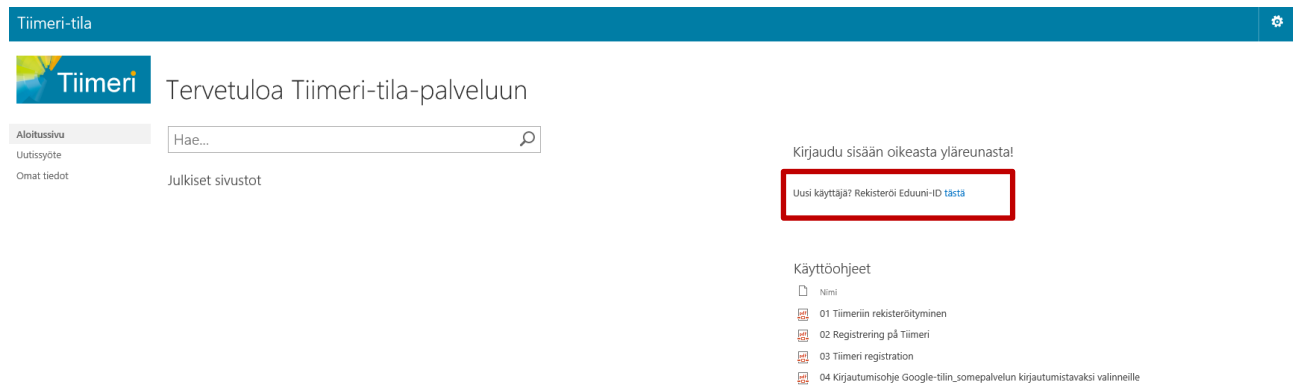 Tiimeri-tila
Tiimeri
Tervetuloa Tiimeri-tila-palveluun
Aloitussivu
Uutissyöte
Omat tiedot
Hae...
Julkiset sivustot
Kirjaudu sisään oikeasta yläreunasta!
Uusi käyttäjä? Rekisteröi Eduuni-ID tästä
Käyttöohjeet
Nimi
01 Tiimeriin rekisteröityminen
02 Registrering på Tiimeri
03 Tiimeri registration
04 Kirjautumisohje Google-tilin_somepalvelun kirjautumistavaksi valinneille